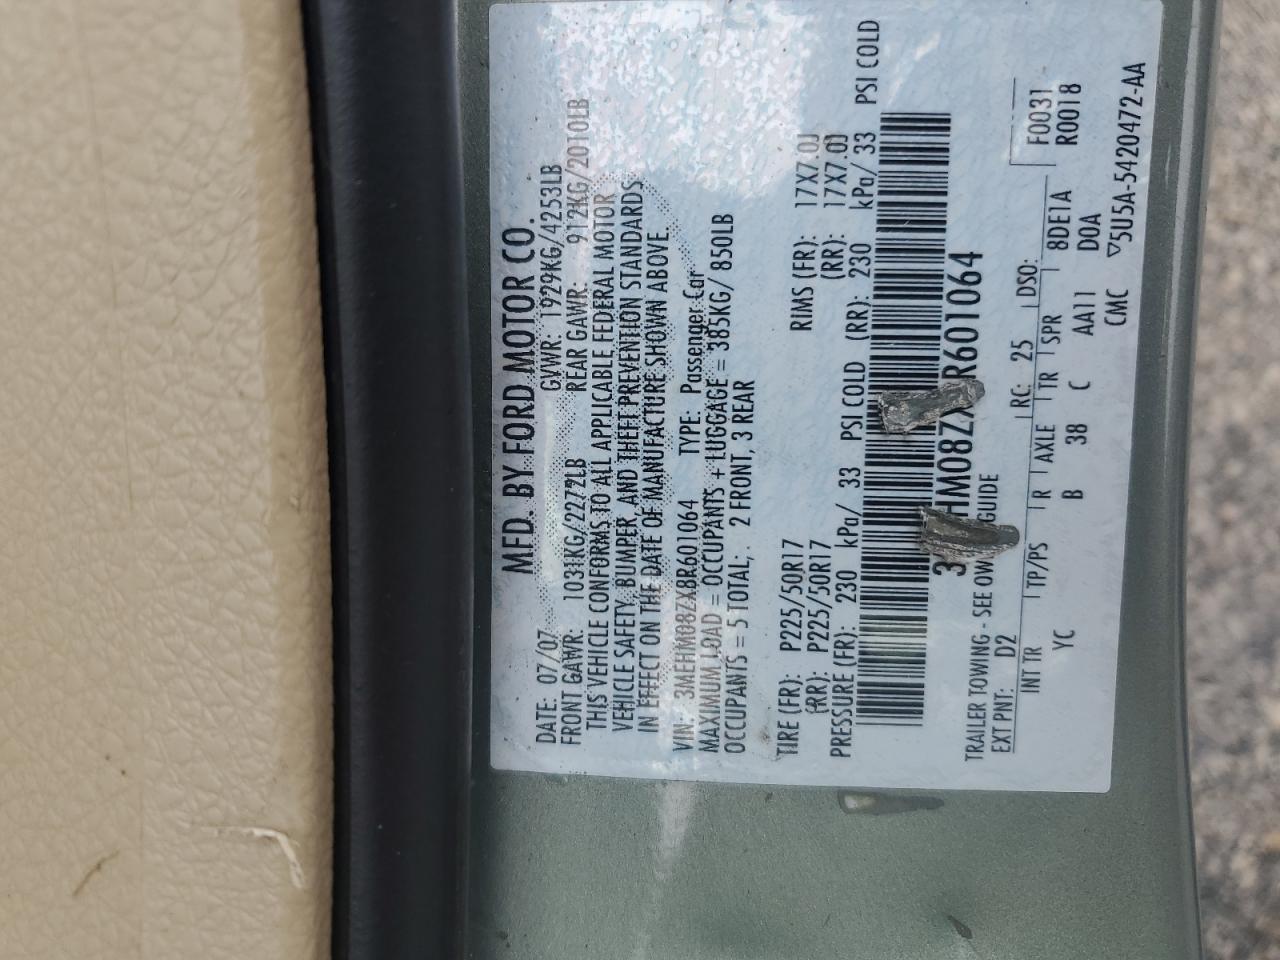 MFD. BY FORD MOTOR CO.
DATE: 07/07 GVWR: 1929KG/4253LB
FRONT GAWR: 1031KG/2272LB REAR GAWR: 912KG/2010LB
THIS VEHICLE CONFORMS TO ALL APPLICABLE FEDERAL MOTOR
VEHICLE SAFETY, BUMPER, AND THEFT PREVENTION STANDARDS
IN EFFECT ON THE DATE OF MANUFACTURE SHOWN ABOVE.
VIN: 3MEHM08ZX8R601064 TYPE: Passenger Car
MAXIMUM LOAD = OCCUPANTS + LUGGAGE = 385KG/ 850LB
OCCUPANTS = 5 TOTAL, . 2 FRONT, 3 REAR
TIRE (FR): P225/50R17 RIMS (FR): 17X7.0J
(RR): P225/50R17 (RR): 17X7.0J
PRESSURE (FR): 230 kPa/ 33 PSI COLD (RR): 230 kPa/ 33 PSI COLD
3 HM08ZX R601064
TRAILER TOWING - SEE GUIDE
EXT PNT: D2 RC: 25 DSO: F0031
INT TR TP/PS R AXLE TR SPR 8DE1A R0018
YC B 38 C AA11 D0A
CMC ▽5U5A-5420472-AA